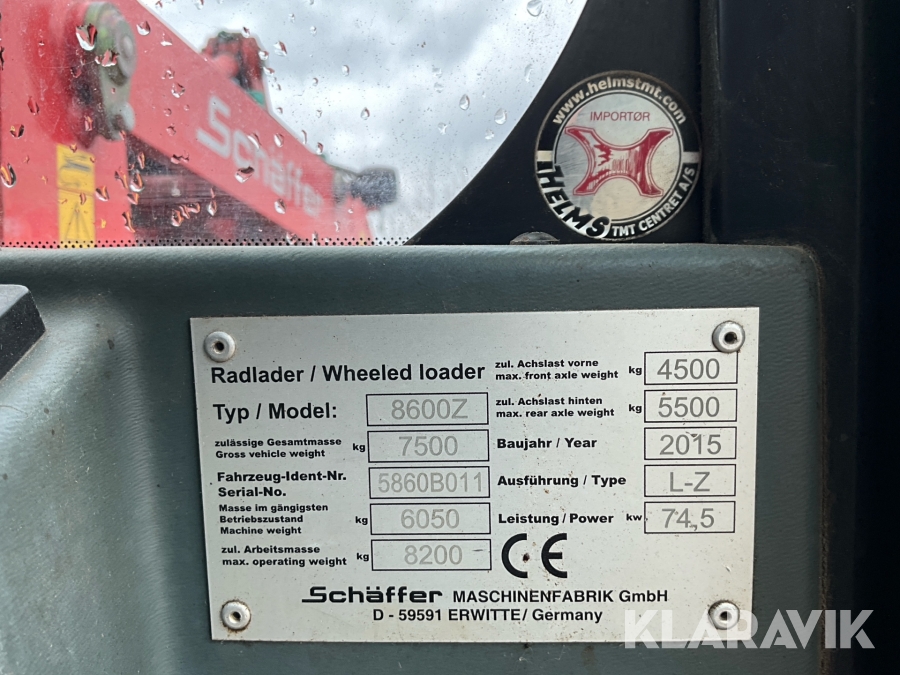 Schäffer
www.helmstmt.com
IMPORTØR
HELMS
TMT CENTRET A/S
Radlader / Wheeled loader
Typ / Model: 8600Z
zulässige Gesamtmasse
Gross vehicle weight kg 7500
Fahrzeug-Ident-Nr.
Serial-No. 5860B011
Masse im gängigsten
Betriebszustand
Machine weight kg 6050
zul. Arbeitsmasse
max. operating weight kg 8200
zul. Achslast vorne
max. front axle weight kg 4500
zul. Achslast hinten
max. rear axle weight kg 5500
Baujahr / Year 2015
Ausführung / Type L-Z
Leistung / Power kw 74,5
CE
Schäffer MASCHINENFABRIK GmbH
D - 59591 ERWITTE / Germany
KLARAVIK